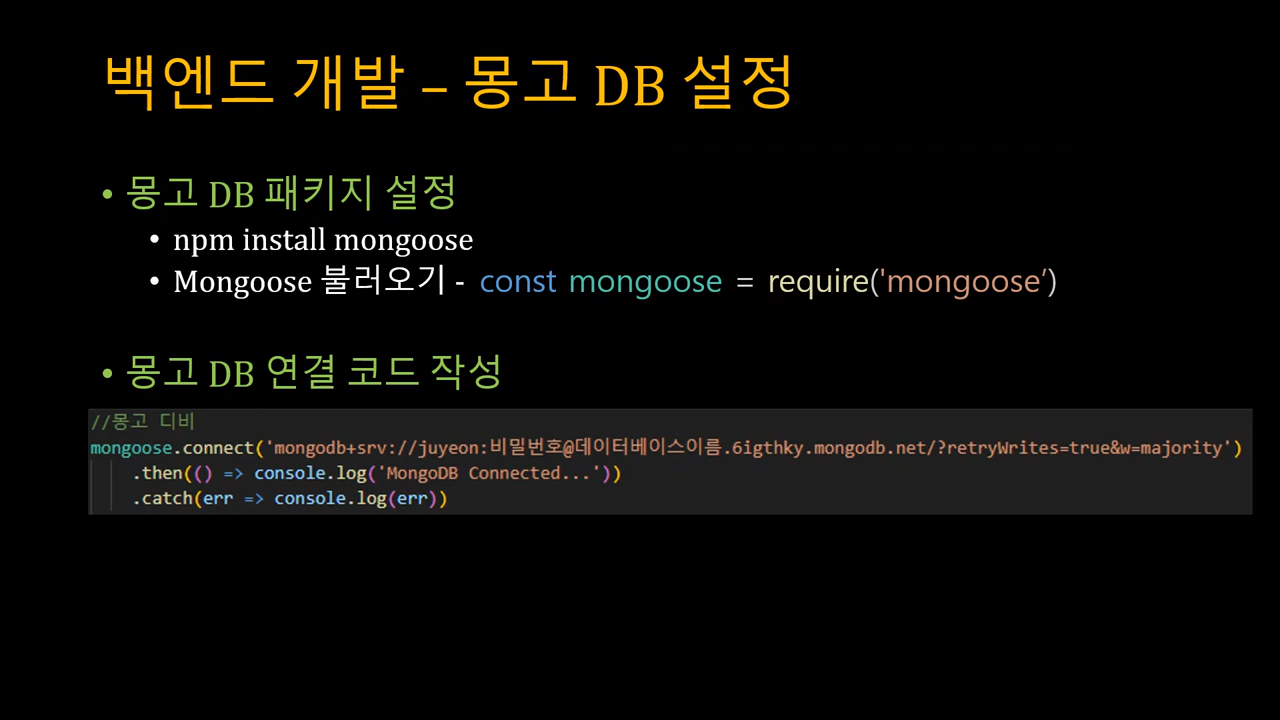 백엔드 개발 – 몽고 DB 설정
• 몽고 DB 패키지 설정
• npm install mongoose
• Mongoose 불러오기 - const mongoose = require('mongoose’)
• 몽고 DB 연결 코드 작성
//몽고 디비
mongoose.connect('mongodb+srv://juyeon:비밀번호@데이터베이스이름.6igthky.mongodb.net/?retryWrites=true&w=majority')
.then(() => console.log('MongoDB Connected...'))
.catch(err => console.log(err))